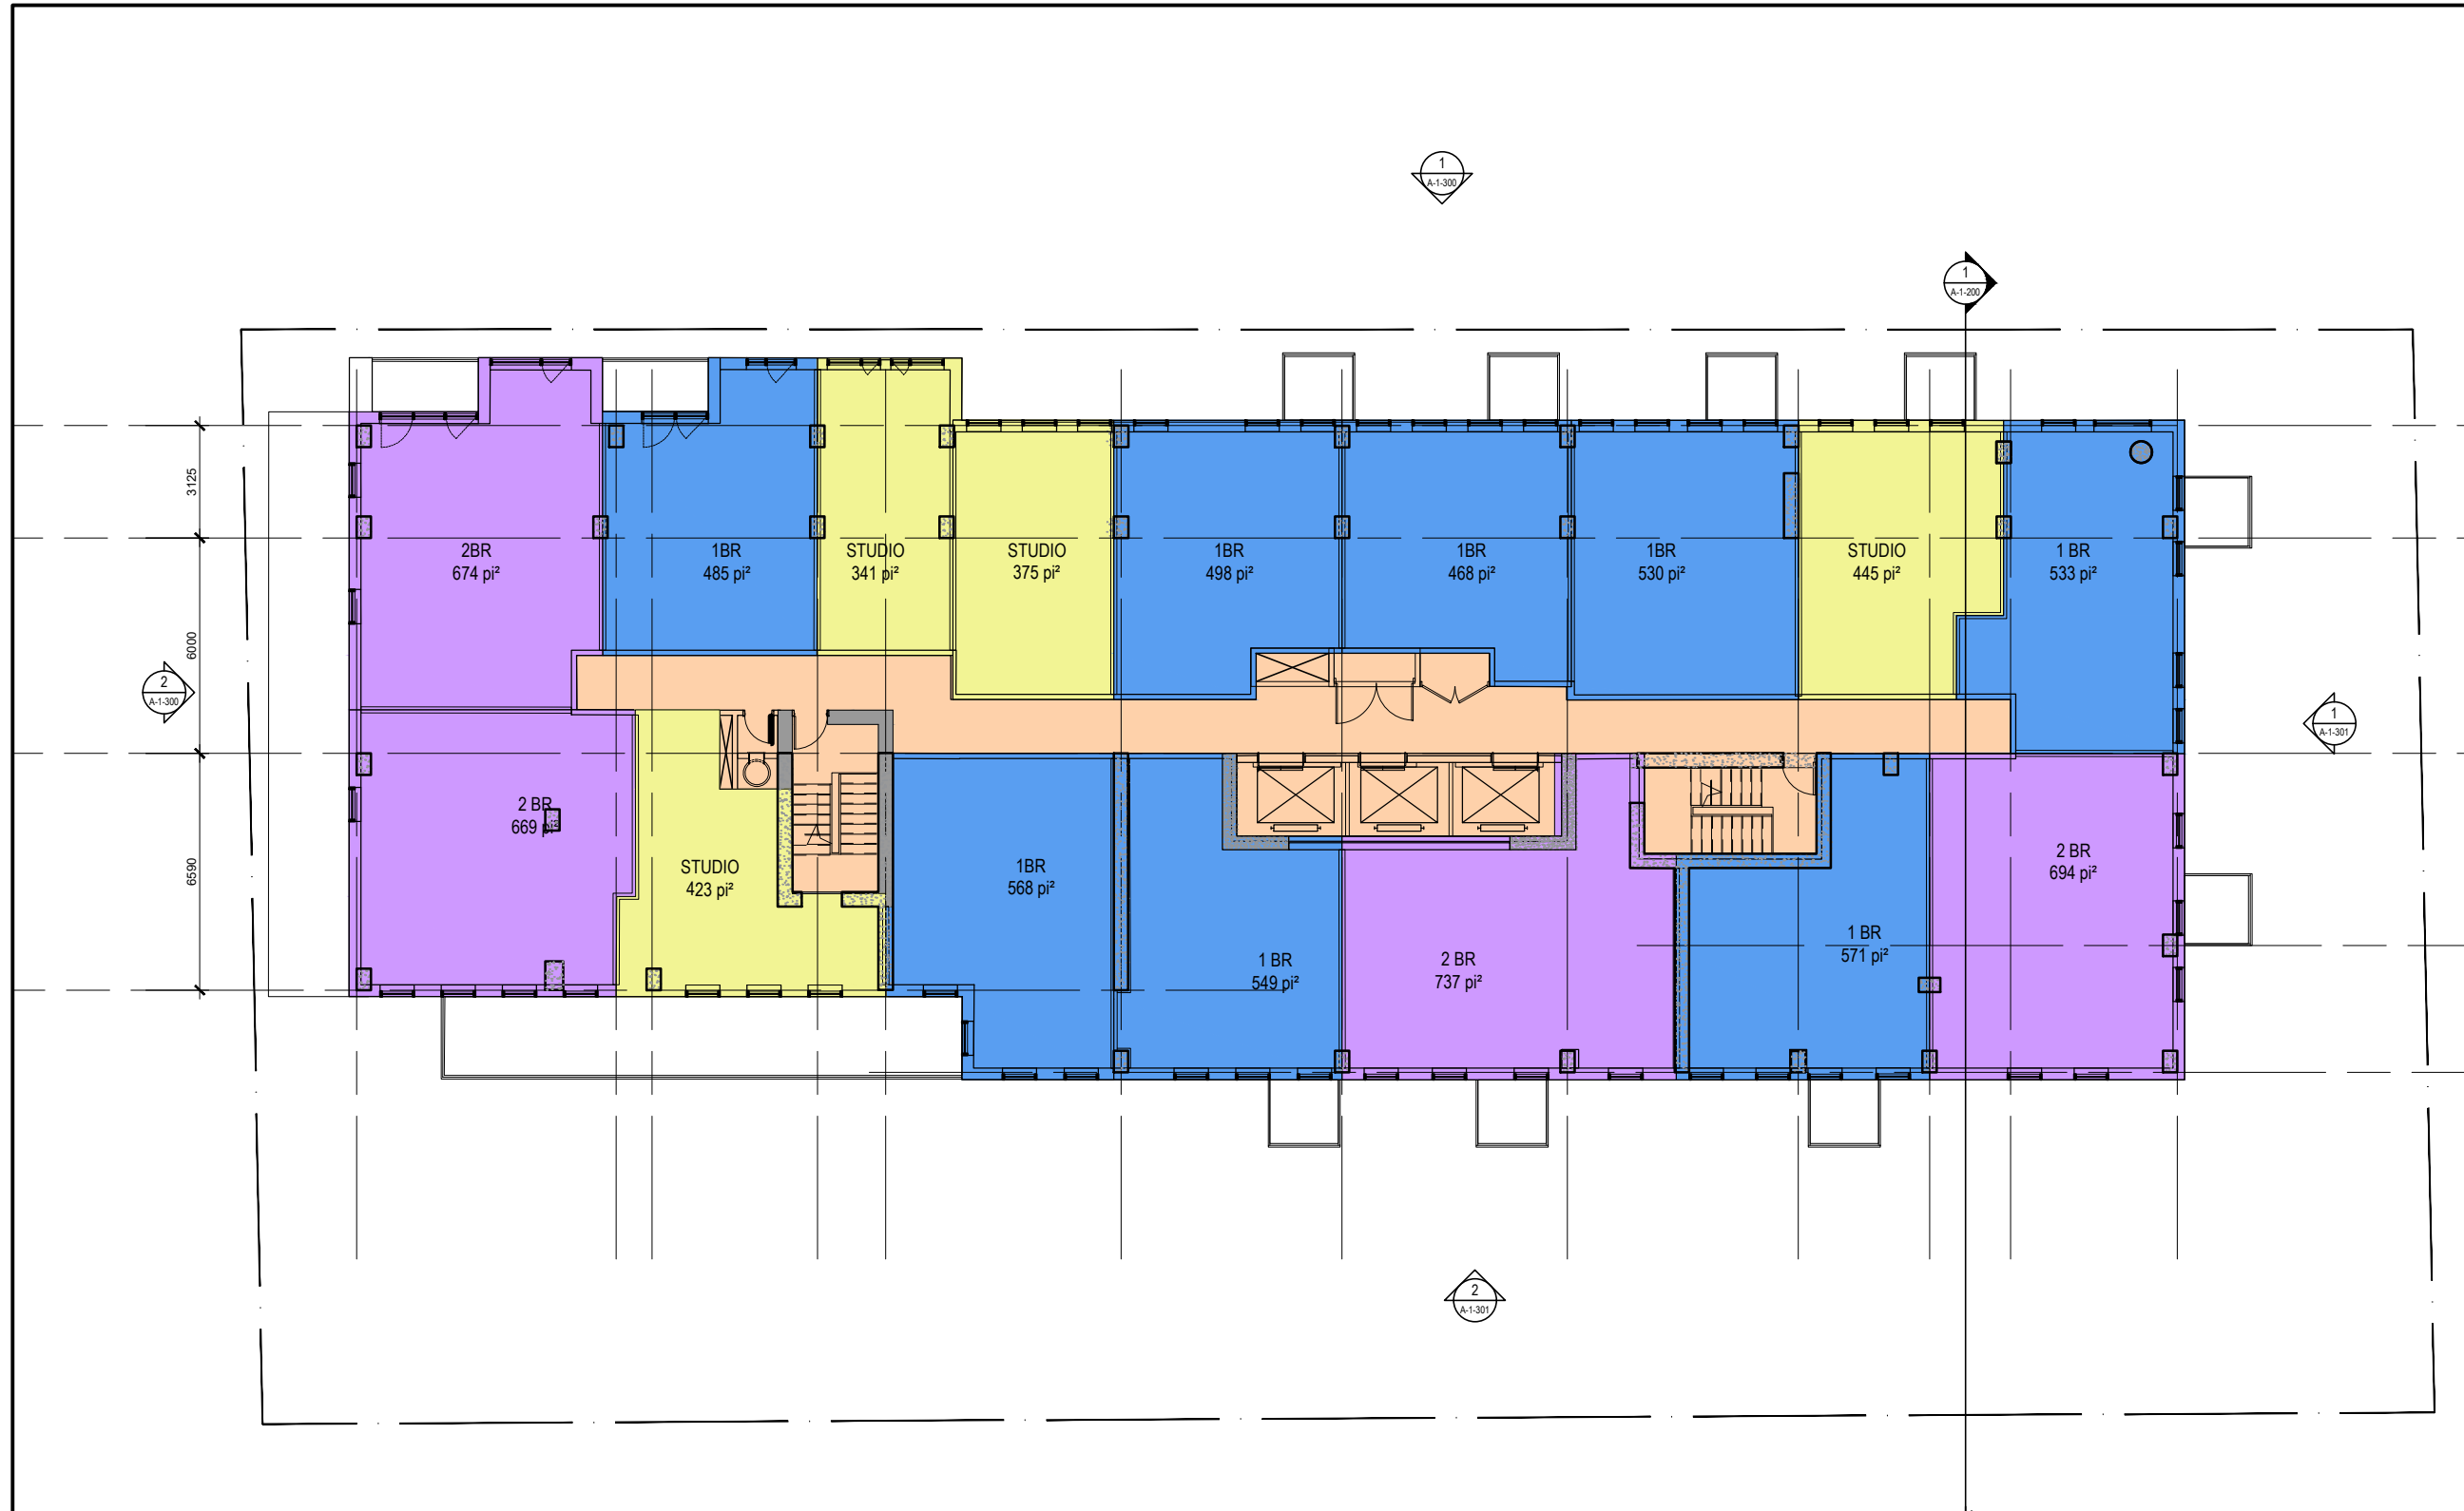 1
A-1-300
1
A-1-200
3125
6000
6590
2
A-1-300
1
A-1-301
2BR
674 pi²
1BR
485 pi²
STUDIO
341 pi²
STUDIO
375 pi²
1BR
498 pi²
1BR
468 pi²
1BR
530 pi²
STUDIO
445 pi²
1 BR
533 pi²
2 BR
669 pi²
STUDIO
423 pi²
1BR
568 pi²
1 BR
549 pi²
2 BR
737 pi²
1 BR
571 pi²
2 BR
694 pi²
2
A-1-301